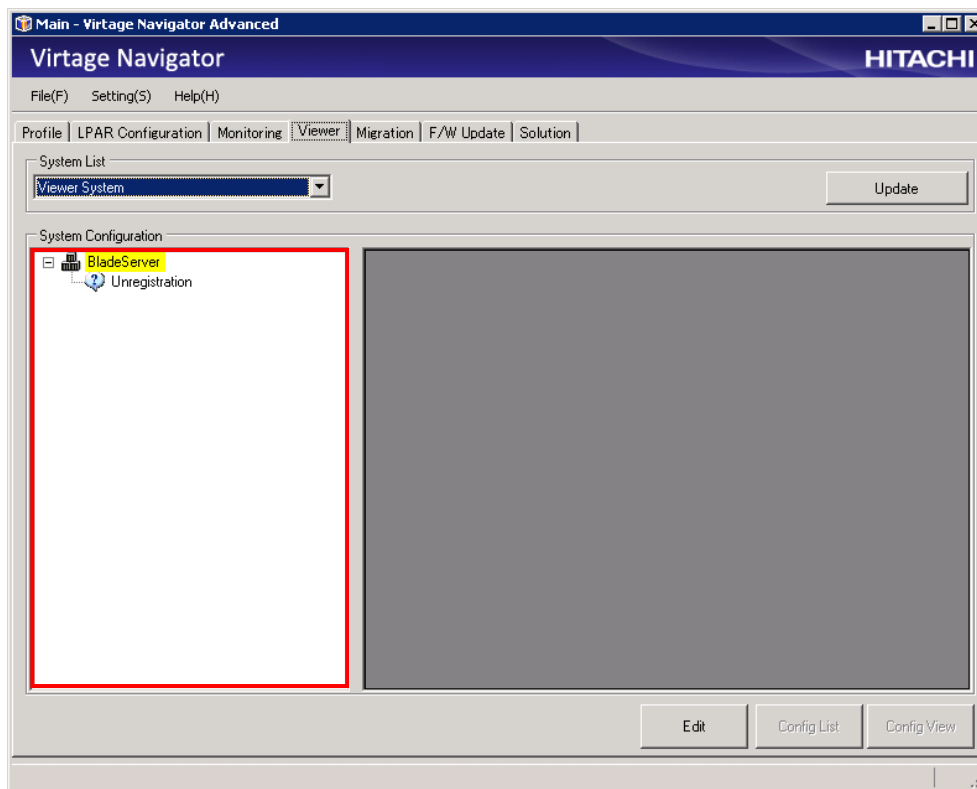 Main - Virtage Navigator Advanced
Virtage Navigator HITACHI
File(F) Setting(S) Help(H)
Profile LPAR Configuration Monitoring Viewer Migration F/W Update Solution
System List
Viewer System Update
System Configuration
BladeServer
Unregistration
Edit Config List Config View